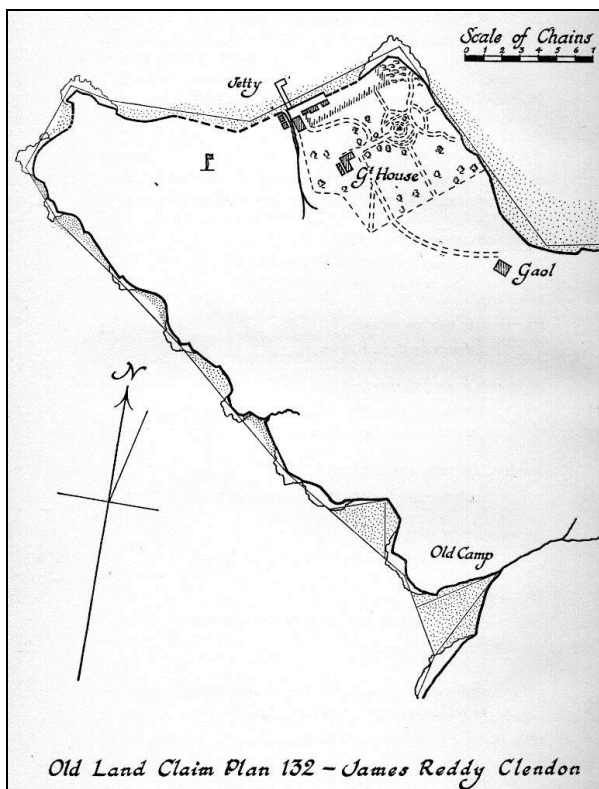 Scale of Chains
0 1 2 3 4 5 6 7
Jetty
Gt House
Gaol
N
Old Camp
Old Land Claim Plan 132 – James Reddy Clendon